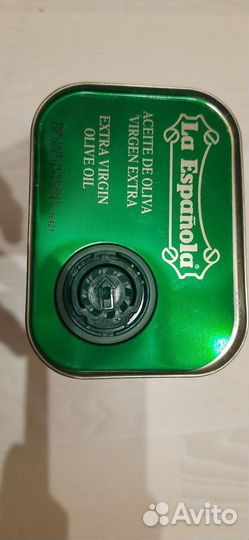 La Española
ACEITE DE OLIVA
VIRGEN EXTRA
EXTRA VIRGIN
OLIVE OIL
Avito